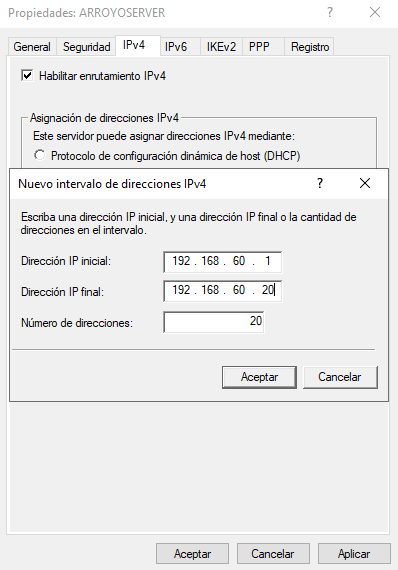 Propiedades: ARROYOSERVER ? ×
General Seguridad IPv4 IPv6 IKEv2 PPP Registro
Habilitar enrutamiento IPv4
Asignación de direcciones IPv4
Este servidor puede asignar direcciones IPv4 mediante:
Protocolo de configuración dinámica de host (DHCP)
Nuevo intervalo de direcciones IPv4 ? ×
Escriba una dirección IP inicial, y una dirección IP final o la cantidad de
direcciones en el intervalo.
Dirección IP inicial: 192 . 168 . 60 . 1
Dirección IP final: 192 . 168 . 60 . 20
Número de direcciones: 20
Aceptar Cancelar
Aceptar Cancelar Aplicar